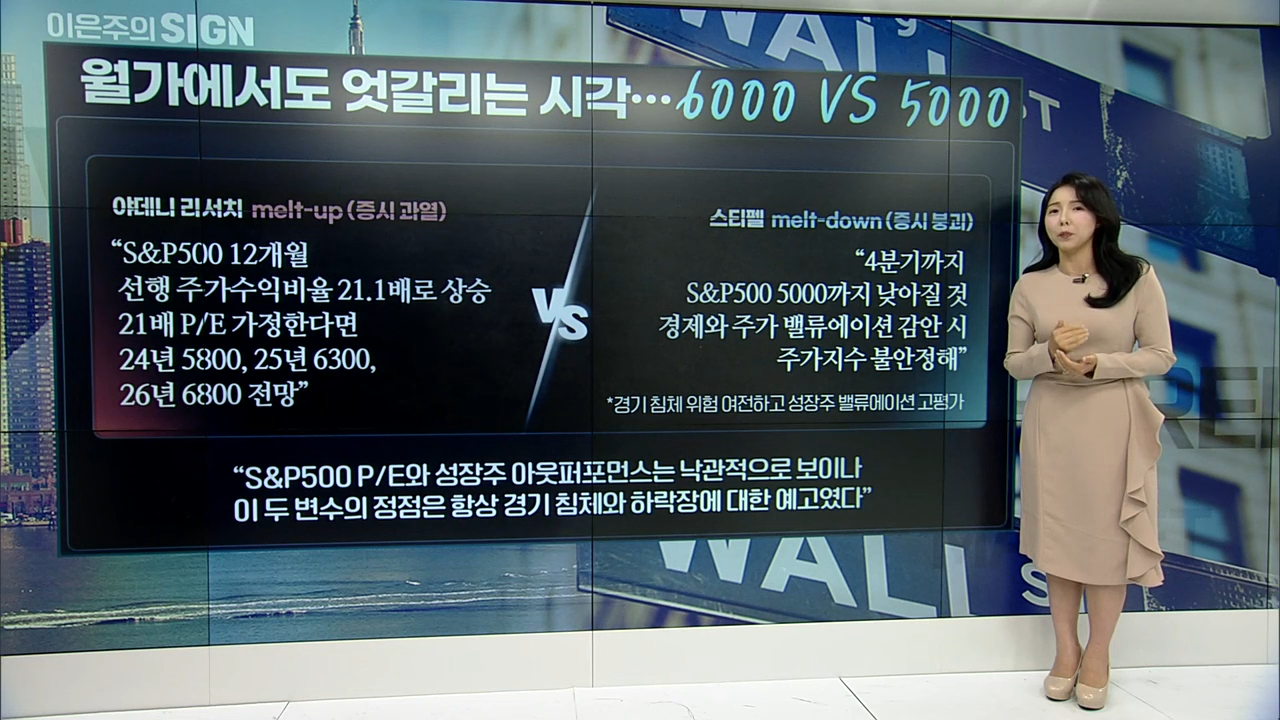 이은주의 SIGN
월가에서도 엇갈리는 시각…6000 VS 5000
야데니 리서치 melt-up(증시 과열)
“S&P500 12개월
선행 주가수익비율 21.1배로 상승
21배 P/E 가정한다면
24년 5800, 25년 6300,
26년 6800 전망”
VS
스티펠 melt-down(증시 붕괴)
“4분기까지
S&P500 5000까지 낮아질 것
경제와 주가 밸류에이션 감안 시
주가지수 불안정해”
*경기 침체 위험 여전하고 성장주 밸류에이션 고평가
“S&P500 P/E와 성장주 아웃퍼포먼스는 낙관적으로 보이나
이 두 변수의 정점은 항상 경기 침체와 하락장에 대한 예고였다”
WALL
ST
WALL
S